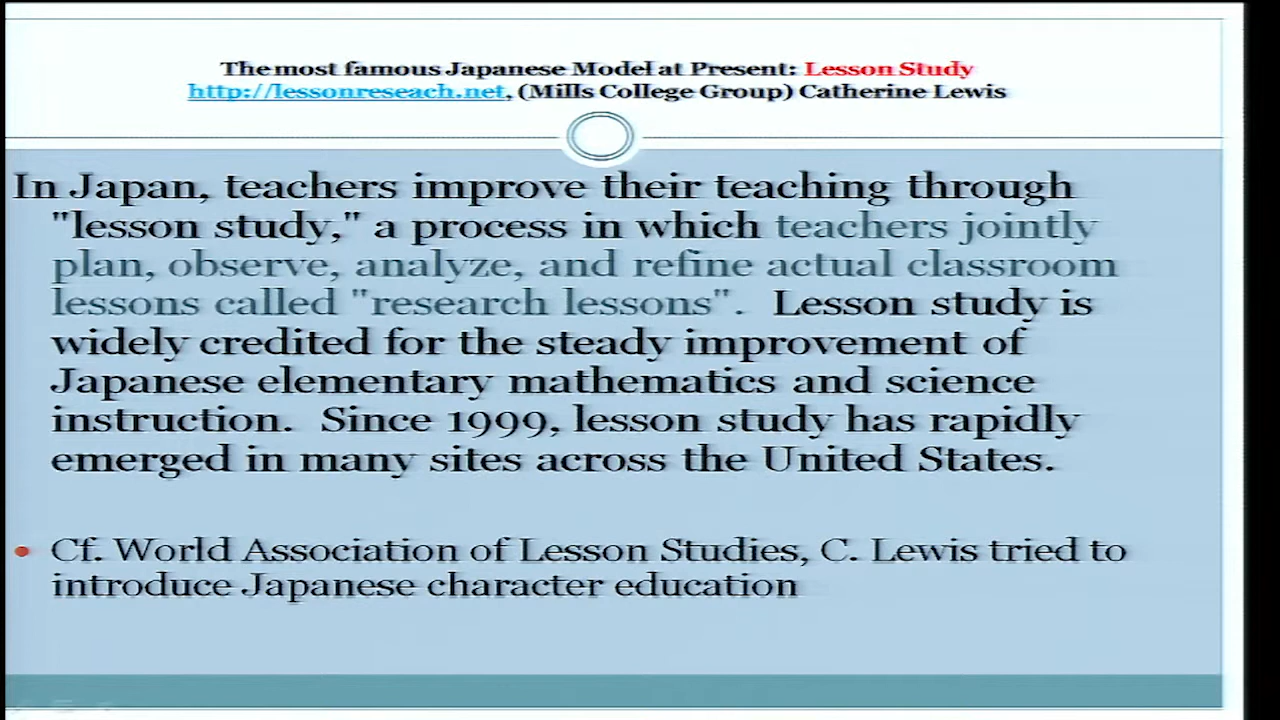 The most famous Japanese Model at Present: Lesson Study
http://lessonreseach.net, (Mills College Group) Catherine Lewis
In Japan, teachers improve their teaching through
"lesson study," a process in which teachers jointly
plan, observe, analyze, and refine actual classroom
lessons called "research lessons".  Lesson study is
widely credited for the steady improvement of
Japanese elementary mathematics and science
instruction.  Since 1999, lesson study has rapidly
emerged in many sites across the United States.
• Cf. World Association of Lesson Studies, C. Lewis tried to
introduce Japanese character education